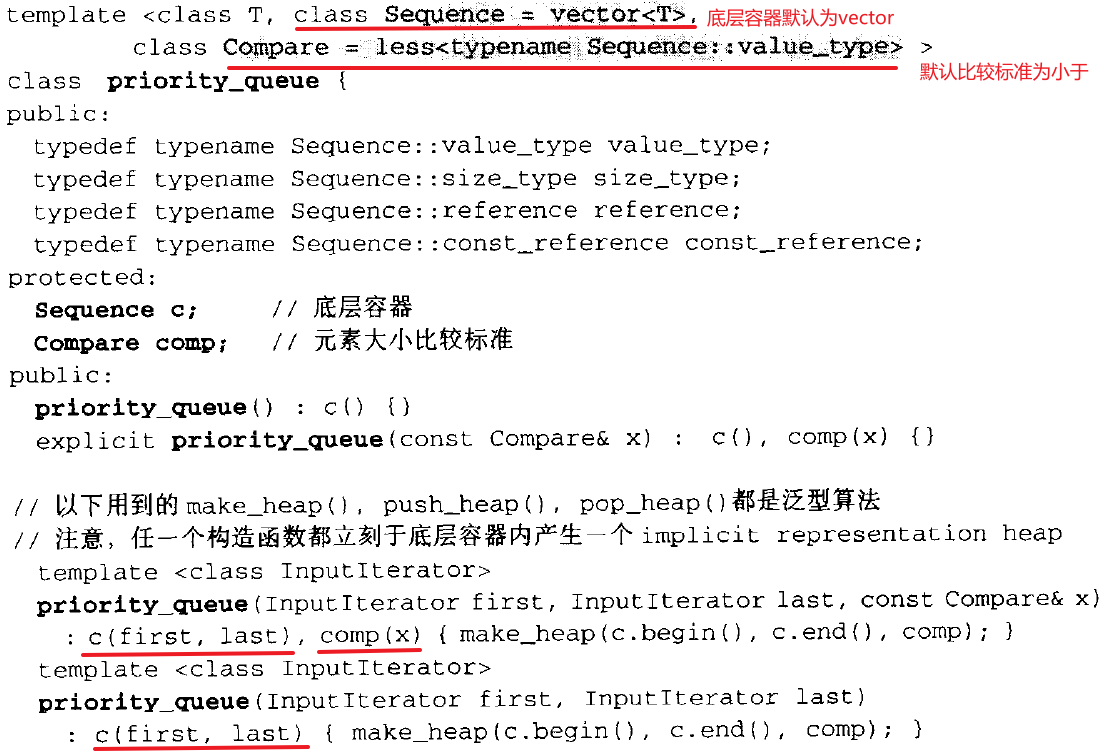 template <class T, class Sequence = vector<T>, 底层容器默认为vector
class Compare = less<typename Sequence::value_type> >
默认比较标准为小于
class priority_queue {
public:
typedef typename Sequence::value_type value_type;
typedef typename Sequence::size_type size_type;
typedef typename Sequence::reference reference;
typedef typename Sequence::const_reference const_reference;
protected:
Sequence c; // 底层容器
Compare comp; // 元素大小比较标准
public:
priority_queue() : c() {}
explicit priority_queue(const Compare& x) : c(), comp(x) {}
// 以下用到的 make_heap(), push_heap(), pop_heap()都是泛型算法
// 注意，任一个构造函数都立刻于底层容器内产生一个 implicit representation heap
template <class InputIterator>
priority_queue(InputIterator first, InputIterator last, const Compare& x)
: c(first, last), comp(x) { make_heap(c.begin(), c.end(), comp); }
template <class InputIterator>
priority_queue(InputIterator first, InputIterator last)
: c(first, last) { make_heap(c.begin(), c.end(), comp); }